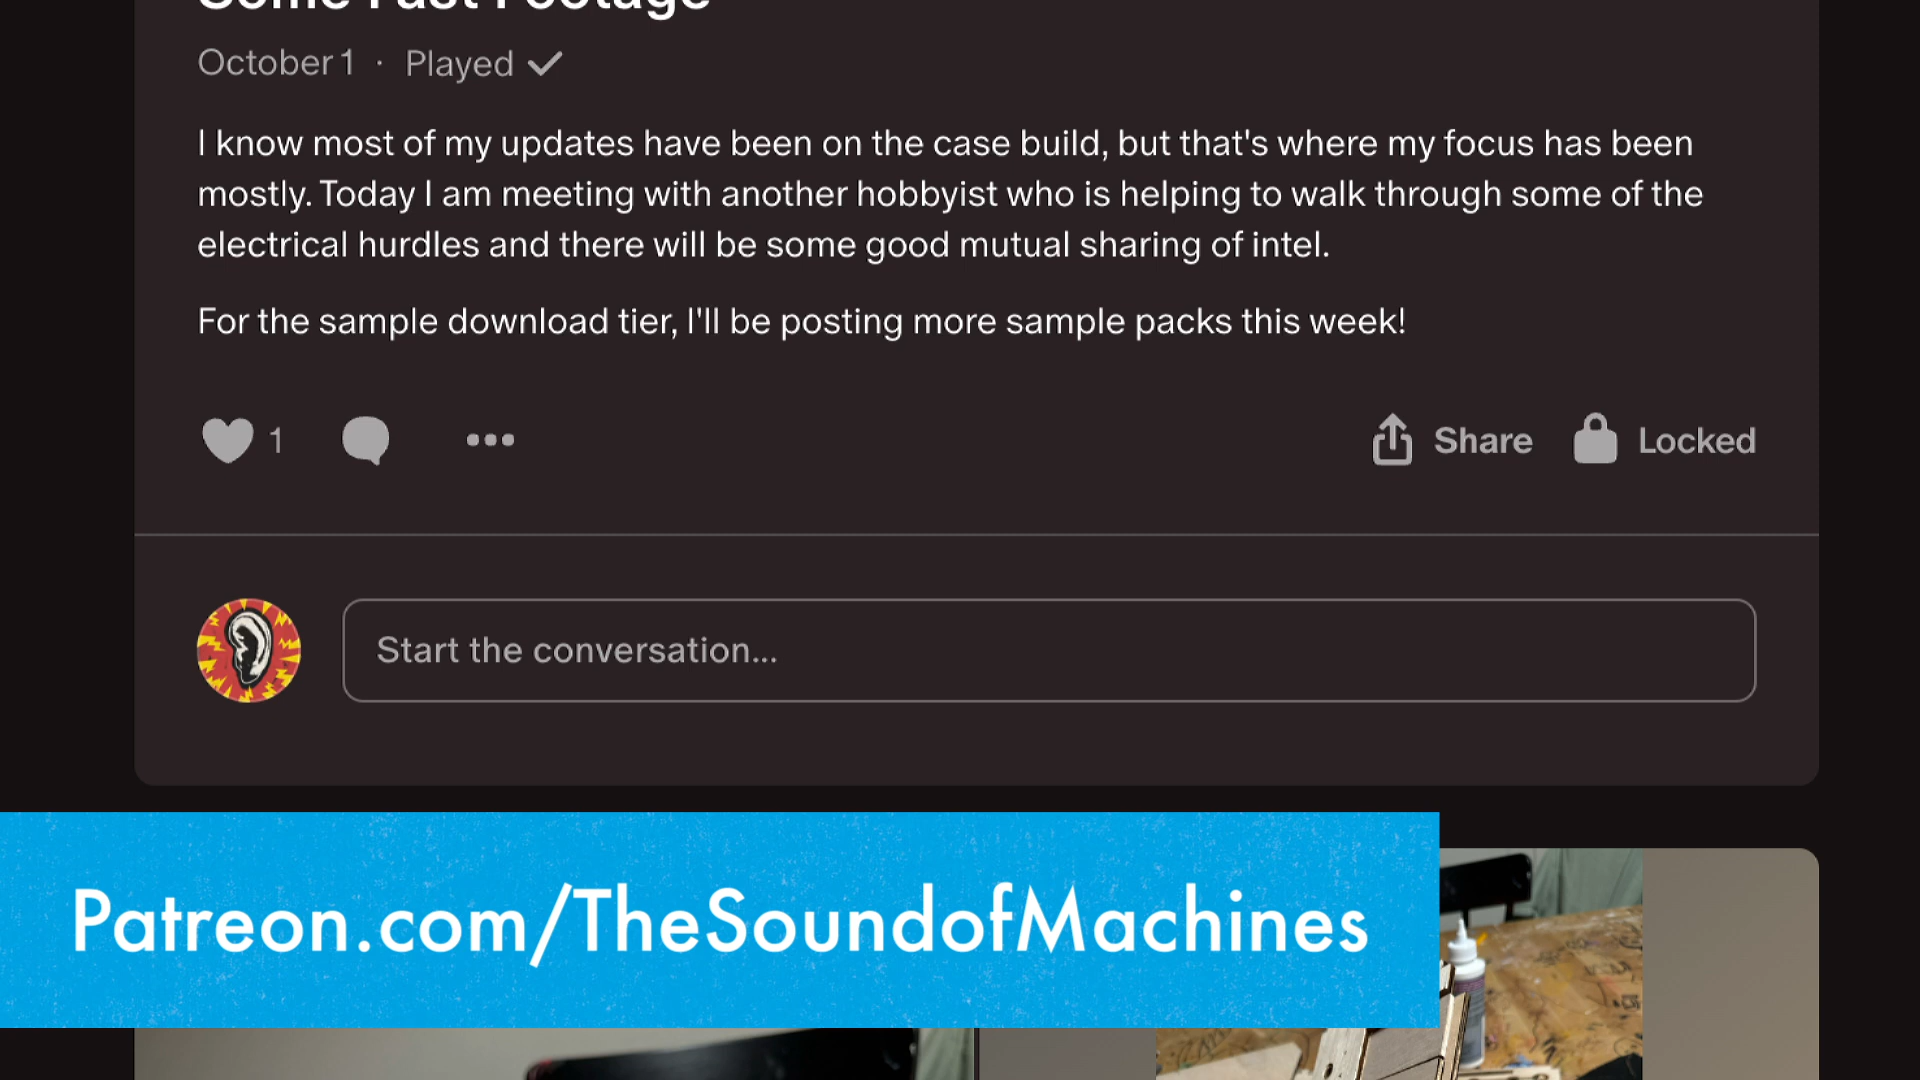 Some Fast Footage
October 1 · Played
I know most of my updates have been on the case build, but that's where my focus has been
mostly. Today I am meeting with another hobbyist who is helping to walk through some of the
electrical hurdles and there will be some good mutual sharing of intel.
For the sample download tier, I'll be posting more sample packs this week!
1
Share
Locked
Start the conversation...
Patreon.com/TheSoundofMachines